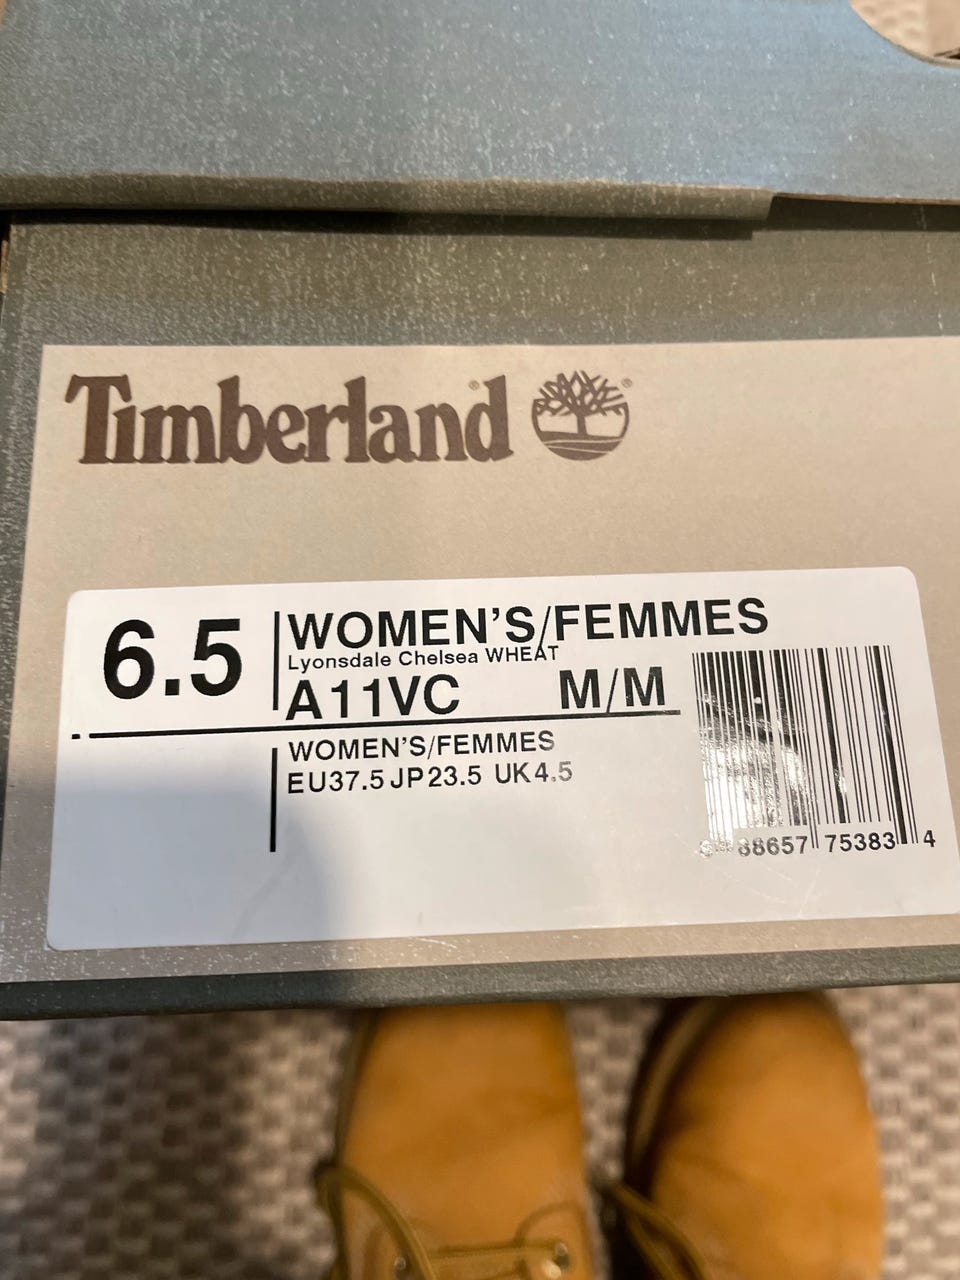 Timberland
6.5
WOMEN'S/FEMMES
Lyonsdale Chelsea WHEAT
A11VC M/M
WOMEN'S/FEMMES
EU37.5 JP23.5 UK4.5
88657 75383 4